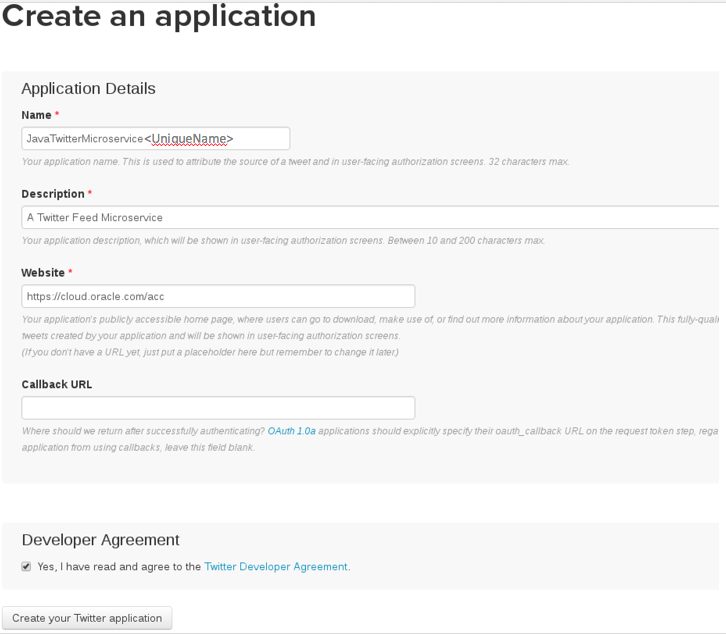 Create an application
Application Details
Name *
JavaTwitterMicroservice<UniqueName>
Your application name. This is used to attribute the source of a tweet and in user-facing authorization screens. 32 characters max.
Description *
A Twitter Feed Microservice
Your application description, which will be shown in user-facing authorization screens. Between 10 and 200 characters max.
Website *
https://cloud.oracle.com/acc
Your application's publicly accessible home page, where users can go to download, make use of, or find out more information about your application. This fully-quali
tweets created by your application and will be shown in user-facing authorization screens.
(If you don't have a URL yet, just put a placeholder here but remember to change it later.)
Callback URL
Where should we return after successfully authenticating? OAuth 1.0a applications should explicitly specify their oauth_callback URL on the request token step, rega
application from using callbacks, leave this field blank.
Developer Agreement
Yes, I have read and agree to the Twitter Developer Agreement.
Create your Twitter application